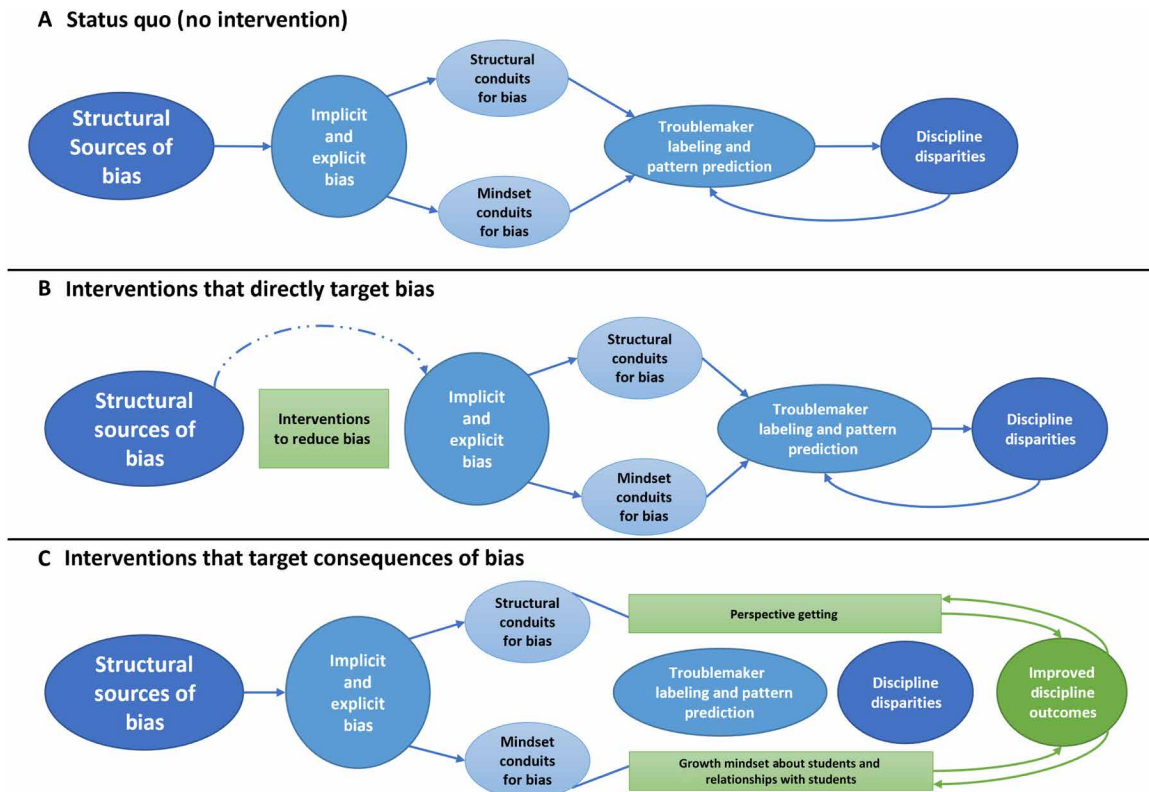 A Status quo (no intervention)
Structural
Sources of
bias
Implicit
and
explicit
bias
Structural
conduits
for bias
Mindset
conduits for
bias
Troublemaker
labeling and
pattern prediction
Discipline
disparities
B Interventions that directly target bias
Structural
sources of
bias
Interventions
to reduce bias
Implicit
and
explicit
bias
Structural
conduits
for bias
Mindset
conduits
for bias
Troublemaker
labeling and pattern
prediction
Discipline
disparities
C Interventions that target consequences of bias
Structural
sources of
bias
Implicit
and
explicit
bias
Structural
conduits
for bias
Mindset
conduits
for bias
Perspective getting
Troublemaker
labeling and pattern
prediction
Discipline
disparities
Improved
discipline
outcomes
Growth mindset about students and
relationships with students